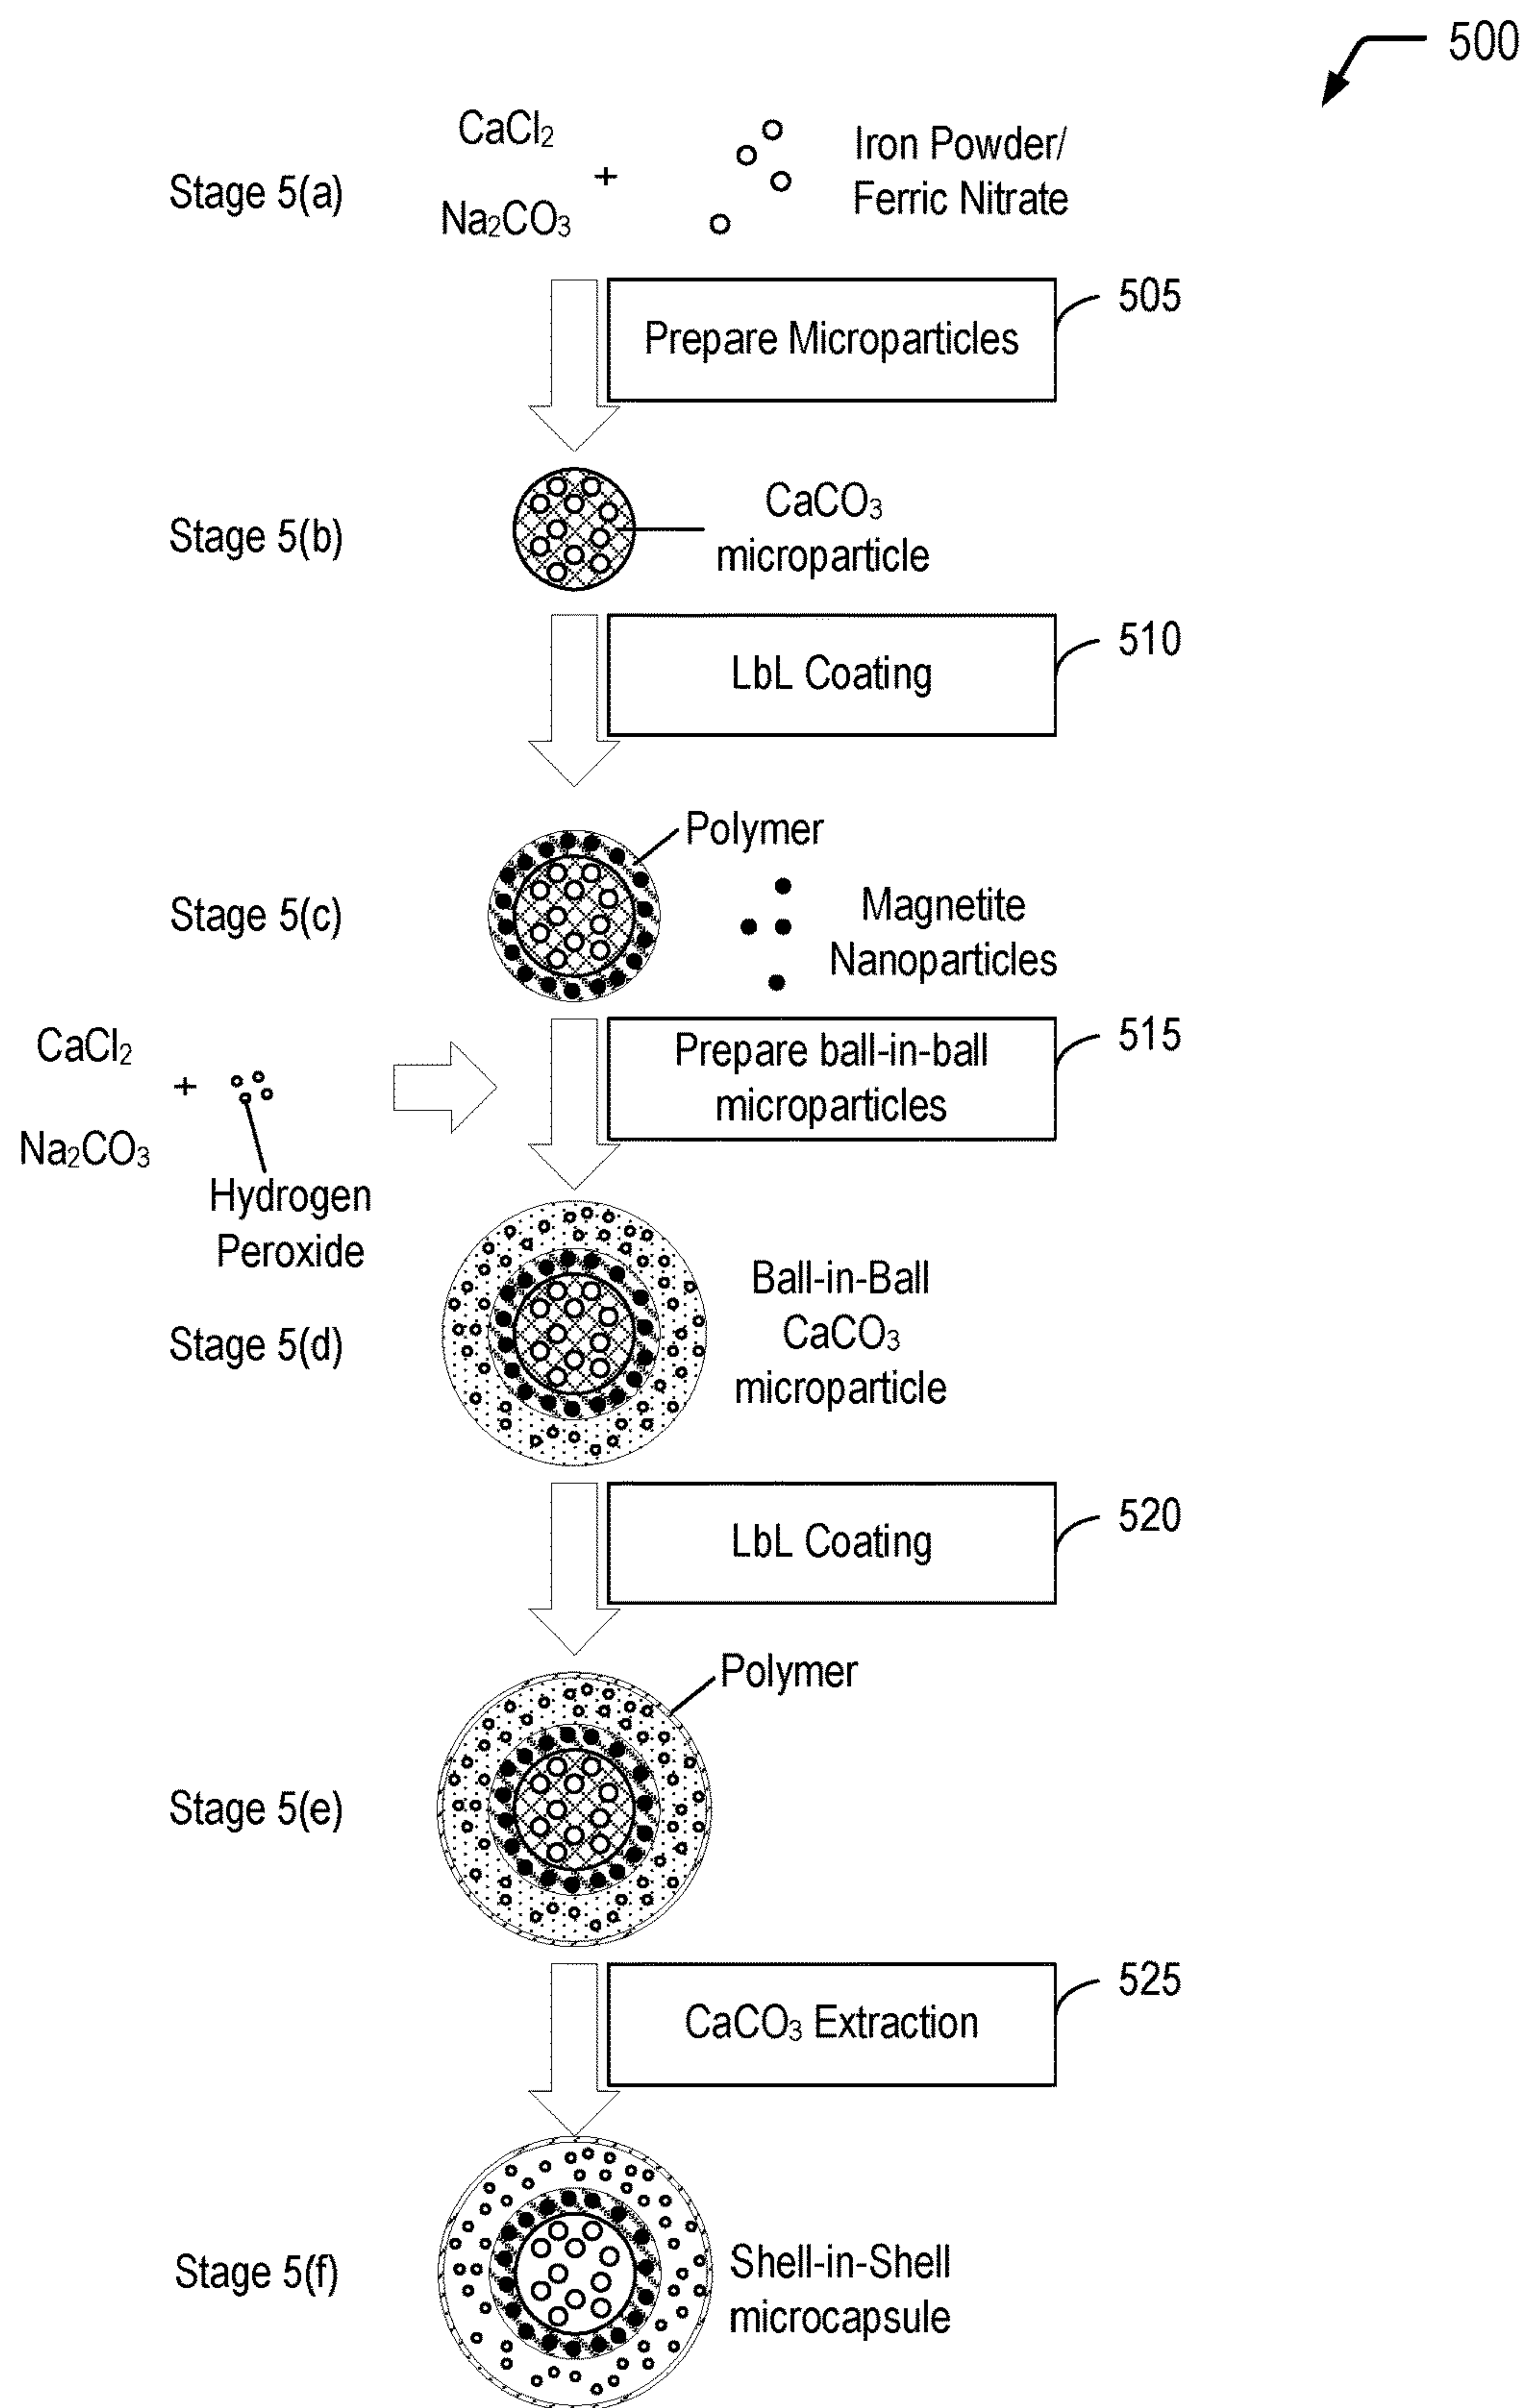 500
CaCl₂
Stage 5(a)
+
Na₂CO₃
Iron Powder/
Ferric Nitrate
505
Prepare Microparticles
Stage 5(b)
CaCO₃
microparticle
510
LbL Coating
Polymer
Stage 5(c)
Magnetite
Nanoparticles
CaCl₂
+
Na₂CO₃
Hydrogen
Peroxide
515
Prepare ball-in-ball
microparticles
Stage 5(d)
Ball-in-Ball
CaCO₃
microparticle
520
LbL Coating
Polymer
Stage 5(e)
525
CaCO₃ Extraction
Stage 5(f)
Shell-in-Shell
microcapsule